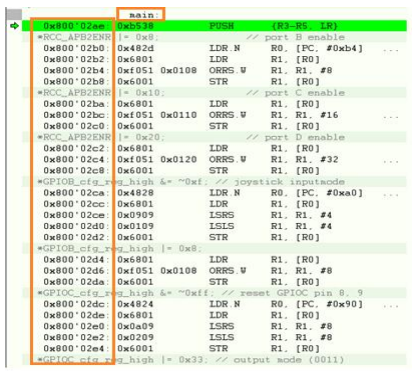 main:
0x800'02ae: 0xb538 PUSH {R3-R5, LR}
*RCC_APB2ENR |= 0x8; // port B enable
0x800'02b0: 0x482d LDR.N R0, [PC, #0xb4] ...
0x800'02b2: 0x6801 LDR R1, [R0]
0x800'02b4: 0xf051 0x0108 ORRS.W R1, R1, #8
0x800'02b8: 0x6001 STR R1, [R0]
*RCC_APB2ENR |= 0x10; // port C enable
0x800'02ba: 0x6801 LDR R1, [R0]
0x800'02bc: 0xf051 0x0110 ORRS.W R1, R1, #16
0x800'02c0: 0x6001 STR R1, [R0]
*RCC_APB2ENR |= 0x20; // port D enable
0x800'02c2: 0x6801 LDR R1, [R0]
0x800'02c4: 0xf051 0x0120 ORRS.W R1, R1, #32
0x800'02c8: 0x6001 STR R1, [R0]
*GPIOB_cfg_reg_high &= ~0xf; // joystick inputmode
0x800'02ca: 0x4828 LDR.N R0, [PC, #0xa0] ...
0x800'02cc: 0x6801 LDR R1, [R0]
0x800'02ce: 0x0909 LSRS R1, R1, #4
0x800'02d0: 0x0109 LSLS R1, R1, #4
0x800'02d2: 0x6001 STR R1, [R0]
*GPIOB_cfg_reg_high |= 0x8;
0x800'02d4: 0x6801 LDR R1, [R0]
0x800'02d6: 0xf051 0x0108 ORRS.W R1, R1, #8
0x800'02da: 0x6001 STR R1, [R0]
*GPIOC_cfg_reg_high &= ~0xff; // reset GPIOC pin 8, 9
0x800'02dc: 0x4824 LDR.N R0, [PC, #0x90] ...
0x800'02de: 0x6801 LDR R1, [R0]
0x800'02e0: 0x0a09 LSRS R1, R1, #8
0x800'02e2: 0x0209 LSLS R1, R1, #8
0x800'02e4: 0x6001 STR R1, [R0]
*GPIOC_cfg_reg_high |= 0x33; // output mode (0011)